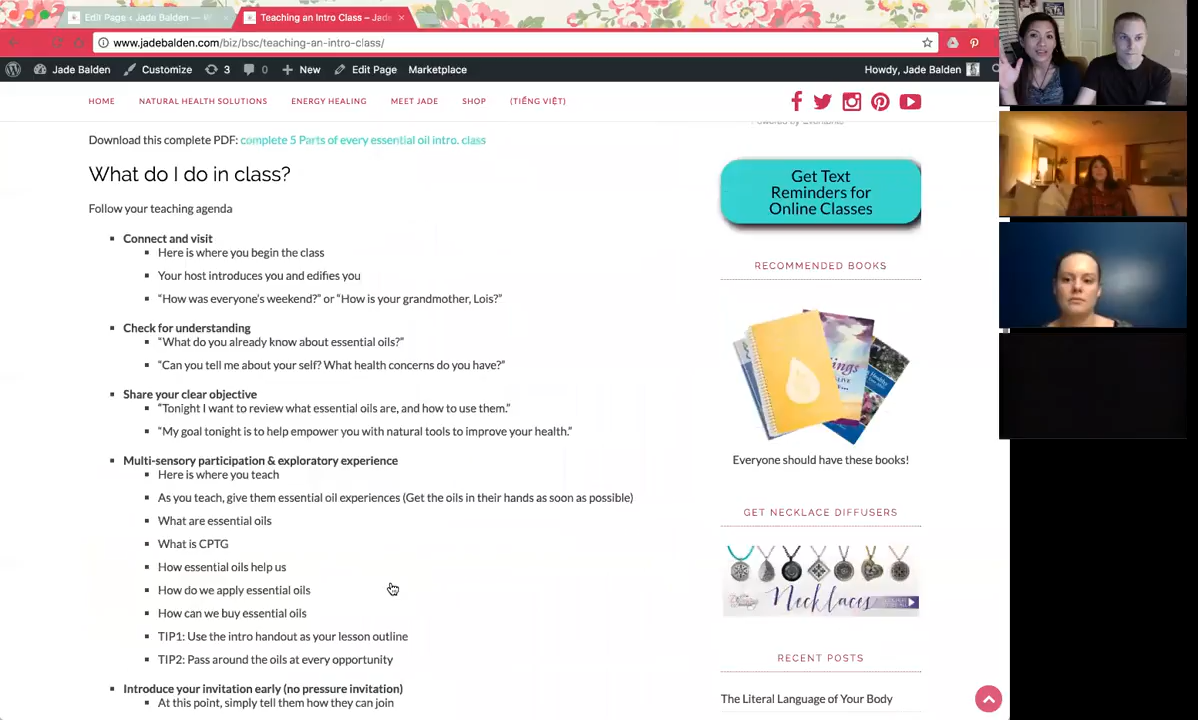 Edit Page ‹ Jade Balden —
Teaching an Intro Class – Jade
www.jadebalden.com/biz/bsc/teaching-an-intro-class/
Jade Balden
Customize
3
0
New
Edit Page
Marketplace
Howdy, Jade Balden
HOME
NATURAL HEALTH SOLUTIONS
ENERGY HEALING
MEET JADE
SHOP
(TIẾNG VIỆT)
Download this complete PDF: complete 5 Parts of every essential oil intro. class
What do I do in class?
Follow your teaching agenda
Connect and visit
Here is where you begin the class
Your host introduces you and edifies you
“How was everyone’s weekend?” or “How is your grandmother, Lois?”
Check for understanding
“What do you already know about essential oils?”
“Can you tell me about your self? What health concerns do you have?”
Share your clear objective
“Tonight I want to review what essential oils are, and how to use them.”
“My goal tonight is to help empower you with natural tools to improve your health.”
Multi-sensory participation & exploratory experience
Here is where you teach
As you teach, give them essential oil experiences (Get the oils in their hands as soon as possible)
What are essential oils
What is CPTG
How essential oils help us
How do we apply essential oils
How can we buy essential oils
TIP1: Use the intro handout as your lesson outline
TIP2: Pass around the oils at every opportunity
Introduce your invitation early (no pressure invitation)
At this point, simply tell them how they can join
Get Text
Reminders for
Online Classes
RECOMMENDED BOOKS
Everyone should have these books!
GET NECKLACE DIFFUSERS
Necklaces
RECENT POSTS
The Literal Language of Your Body